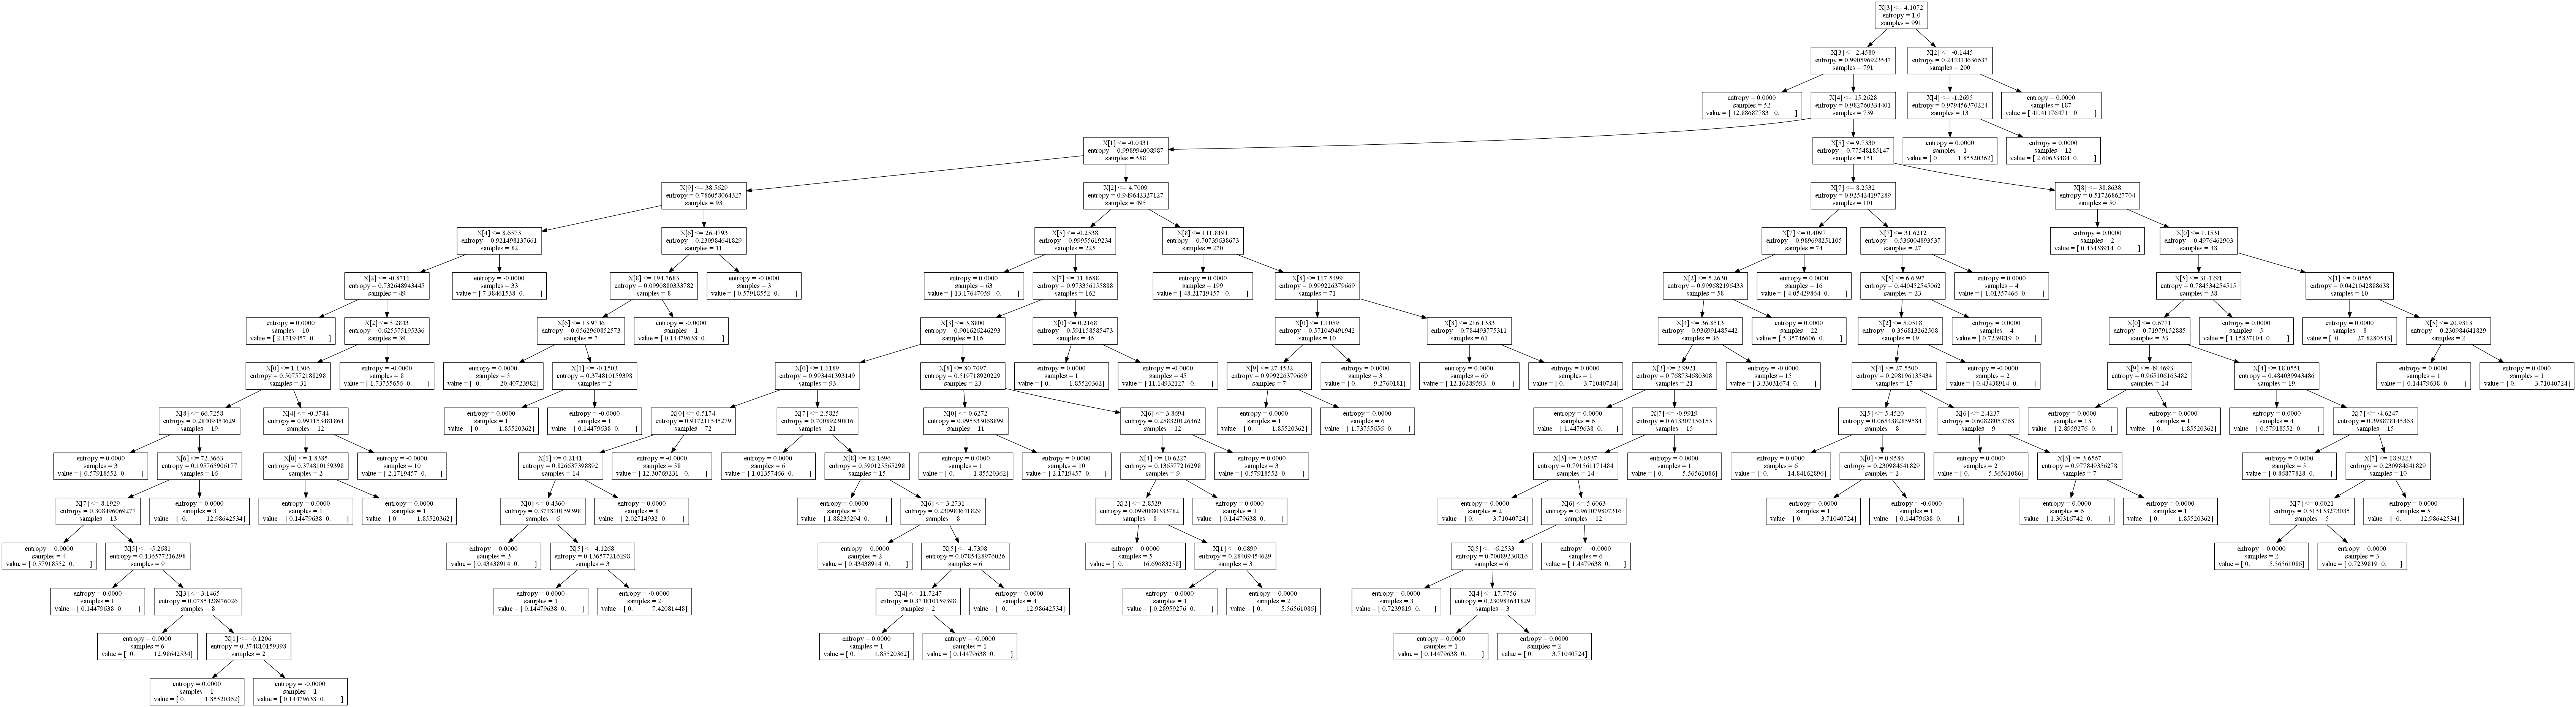 X[3] <= 4.1072
entropy = 1.0
samples = 991
X[3] <= 2.4580
entropy = 0.990596923547
samples = 791
X[2] <= -0.1445
entropy = 0.244314636637
samples = 200
entropy = 0.0000
samples = 52
value = [ 12.88687783 0. ]
X[4] <= 15.2628
entropy = 0.982760334401
samples = 739
X[4] <= -1.2695
entropy = 0.979456370224
samples = 13
entropy = 0.0000
samples = 187
value = [ 41.41176471 0. ]
X[1] <= -0.0431
entropy = 0.998994008987
samples = 588
X[5] <= 9.7330
entropy = 0.77548185147
samples = 151
entropy = 0.0000
samples = 1
value = [ 0. 1.85520362]
entropy = 0.0000
samples = 12
value = [ 2.60633484 0. ]
X[9] <= 38.5629
entropy = 0.786058064327
samples = 93
X[2] <= 4.7009
entropy = 0.949642327127
samples = 495
X[7] <= 8.2532
entropy = 0.925424197289
samples = 101
X[8] <= 38.8638
entropy = 0.517268627704
samples = 50
X[4] <= 8.6573
entropy = 0.921498137661
samples = 82
X[6] <= 26.4793
entropy = 0.230984641829
samples = 11
X[5] <= -0.2538
entropy = 0.99955619234
samples = 225
X[8] <= 111.8191
entropy = 0.70739638673
samples = 270
X[7] <= 0.4097
entropy = 0.989698251105
samples = 74
X[7] <= 31.6212
entropy = 0.536004893537
samples = 27
entropy = 0.0000
samples = 2
value = [ 0.43438914 0. ]
X[0] <= 1.1531
entropy = 0.4976462903
samples = 48
X[2] <= -0.8711
entropy = 0.732648943445
samples = 49
entropy = -0.0000
samples = 33
value = [ 7.38461538 0. ]
X[8] <= 194.7683
entropy = 0.0990880333782
samples = 8
entropy = -0.0000
samples = 3
value = [ 0.57918552 0. ]
entropy = 0.0000
samples = 63
value = [ 13.17647059 0. ]
X[7] <= 11.8688
entropy = 0.973356155888
samples = 162
entropy = 0.0000
samples = 199
value = [ 48.21719457 0. ]
X[8] <= 117.5499
entropy = 0.999226379669
samples = 71
X[2] <= 5.2630
entropy = 0.999682196433
samples = 58
entropy = 0.0000
samples = 16
value = [ 4.05429864 0. ]
X[5] <= 6.6397
entropy = 0.440452545062
samples = 23
entropy = 0.0000
samples = 4
value = [ 1.01357466 0. ]
X[5] <= 31.1291
entropy = 0.784534254515
samples = 38
X[1] <= 0.0565
entropy = 0.0421042888638
samples = 10
entropy = 0.0000
samples = 10
value = [ 2.1719457 0. ]
X[2] <= 5.2843
entropy = 0.625575195336
samples = 39
X[6] <= 13.9746
entropy = 0.0562960852573
samples = 7
entropy = -0.0000
samples = 1
value = [ 0.14479638 0. ]
X[3] <= 3.8800
entropy = 0.901626246293
samples = 116
X[0] <= 0.2168
entropy = 0.591158585473
samples = 46
X[0] <= 1.1059
entropy = 0.571049491942
samples = 10
X[8] <= 216.1333
entropy = 0.784493775311
samples = 61
X[4] <= 36.8513
entropy = 0.936991485442
samples = 36
entropy = 0.0000
samples = 22
value = [ 5.35746606 0. ]
X[2] <= 5.0518
entropy = 0.356813262508
samples = 19
entropy = 0.0000
samples = 4
value = [ 0.7239819 0. ]
X[0] <= 0.6771
entropy = 0.71979152885
samples = 33
entropy = 0.0000
samples = 5
value = [ 1.15837104 0. ]
entropy = 0.0000
samples = 8
value = [ 0. 27.8280543]
X[5] <= 20.9313
entropy = 0.230984641829
samples = 2
X[0] <= 1.1306
entropy = 0.507572188298
samples = 31
entropy = -0.0000
samples = 8
value = [ 1.73755656 0. ]
entropy = 0.0000
samples = 5
value = [ 0. 20.40723982]
X[1] <= -0.1503
entropy = 0.374810159398
samples = 2
X[0] <= 1.1189
entropy = 0.993441393149
samples = 93
X[8] <= 80.7097
entropy = 0.519718920229
samples = 23
entropy = 0.0000
samples = 1
value = [ 0. 1.85520362]
entropy = -0.0000
samples = 45
value = [ 11.14932127 0. ]
X[9] <= 27.4532
entropy = 0.999226379669
samples = 7
entropy = 0.0000
samples = 3
value = [ 0. 9.2760181]
entropy = 0.0000
samples = 60
value = [ 12.16289593 0. ]
entropy = 0.0000
samples = 1
value = [ 0. 3.71040724]
X[3] <= 2.9921
entropy = 0.768734680308
samples = 21
entropy = -0.0000
samples = 15
value = [ 3.33031674 0. ]
X[4] <= 27.5500
entropy = 0.298196135434
samples = 17
entropy = -0.0000
samples = 2
value = [ 0.43438914 0. ]
X[9] <= 49.4693
entropy = 0.965106163482
samples = 14
X[4] <= 18.0551
entropy = 0.484039943486
samples = 19
entropy = 0.0000
samples = 1
value = [ 0.14479638 0. ]
entropy = 0.0000
samples = 1
value = [ 0. 3.71040724]
X[8] <= 66.7258
entropy = 0.28409454629
samples = 19
X[4] <= -0.3744
entropy = 0.991153481864
samples = 12
entropy = 0.0000
samples = 1
value = [ 0. 1.85520362]
entropy = -0.0000
samples = 1
value = [ 0.14479638 0. ]
X[0] <= 0.5174
entropy = 0.917211545279
samples = 72
X[7] <= 2.5825
entropy = 0.70089230816
samples = 21
X[0] <= 0.6272
entropy = 0.995533068899
samples = 11
X[6] <= 3.8694
entropy = 0.258320126462
samples = 12
entropy = 0.0000
samples = 1
value = [ 0. 1.85520362]
entropy = 0.0000
samples = 6
value = [ 1.73755656 0. ]
entropy = 0.0000
samples = 6
value = [ 1.4479638 0. ]
X[7] <= -0.9919
entropy = 0.613307156153
samples = 15
X[5] <= 5.4520
entropy = 0.0654382859584
samples = 8
X[6] <= 2.4237
entropy = 0.60828053768
samples = 9
entropy = 0.0000
samples = 13
value = [ 2.8959276 0. ]
entropy = 0.0000
samples = 1
value = [ 0. 1.85520362]
entropy = 0.0000
samples = 4
value = [ 0.57918552 0. ]
X[7] <= -4.6247
entropy = 0.398878145363
samples = 15
entropy = 0.0000
samples = 3
value = [ 0.57918552 0. ]
X[6] <= 72.3663
entropy = 0.195765906177
samples = 16
X[0] <= 1.8385
entropy = 0.374810159398
samples = 2
entropy = -0.0000
samples = 10
value = [ 2.1719457 0. ]
X[1] <= 0.2141
entropy = 0.826637398892
samples = 14
entropy = -0.0000
samples = 58
value = [ 12.30769231 0. ]
entropy = 0.0000
samples = 6
value = [ 1.01357466 0. ]
X[8] <= 82.1696
entropy = 0.590125565298
samples = 15
entropy = 0.0000
samples = 1
value = [ 0. 1.85520362]
entropy = 0.0000
samples = 10
value = [ 2.1719457 0. ]
X[4] <= 10.6227
entropy = 0.136577216298
samples = 9
entropy = 0.0000
samples = 3
value = [ 0.57918552 0. ]
X[3] <= 3.0537
entropy = 0.791561171484
samples = 14
entropy = 0.0000
samples = 1
value = [ 0. 5.56561086]
entropy = 0.0000
samples = 6
value = [ 0. 14.84162896]
X[0] <= 0.9586
entropy = 0.230984641829
samples = 2
entropy = 0.0000
samples = 2
value = [ 0. 5.56561086]
X[3] <= 3.6567
entropy = 0.977849356278
samples = 7
entropy = 0.0000
samples = 5
value = [ 0.86877828 0. ]
X[7] <= 18.9223
entropy = 0.230984641829
samples = 10
X[7] <= 8.1929
entropy = 0.308496069277
samples = 13
entropy = 0.0000
samples = 3
value = [ 0. 12.98642534]
entropy = 0.0000
samples = 1
value = [ 0.14479638 0. ]
entropy = 0.0000
samples = 1
value = [ 0. 1.85520362]
X[0] <= 0.4360
entropy = 0.374810159398
samples = 6
entropy = 0.0000
samples = 8
value = [ 2.02714932 0. ]
entropy = 0.0000
samples = 7
value = [ 1.88235294 0. ]
X[6] <= 3.2731
entropy = 0.230984641829
samples = 8
X[2] <= 2.8529
entropy = 0.0990880333782
samples = 8
entropy = 0.0000
samples = 1
value = [ 0.14479638 0. ]
entropy = 0.0000
samples = 2
value = [ 0. 3.71040724]
X[6] <= 5.6063
entropy = 0.961079807316
samples = 12
entropy = 0.0000
samples = 1
value = [ 0. 3.71040724]
entropy = -0.0000
samples = 1
value = [ 0.14479638 0. ]
entropy = 0.0000
samples = 6
value = [ 1.30316742 0. ]
entropy = 0.0000
samples = 1
value = [ 0. 1.85520362]
X[7] <= 0.0021
entropy = 0.515133273035
samples = 5
entropy = 0.0000
samples = 5
value = [ 0. 12.98642534]
entropy = 0.0000
samples = 4
value = [ 0.57918552 0. ]
X[5] <= -5.2681
entropy = 0.136577216298
samples = 9
entropy = 0.0000
samples = 3
value = [ 0.43438914 0. ]
X[5] <= 4.1268
entropy = 0.136577216298
samples = 3
entropy = 0.0000
samples = 2
value = [ 0.43438914 0. ]
X[5] <= 4.7398
entropy = 0.0785428976026
samples = 6
entropy = 0.0000
samples = 5
value = [ 0. 16.69683258]
X[1] <= 0.0899
entropy = 0.28409454629
samples = 3
X[5] <= -6.2533
entropy = 0.70089230816
samples = 6
entropy = -0.0000
samples = 6
value = [ 1.4479638 0. ]
entropy = 0.0000
samples = 2
value = [ 0. 5.56561086]
entropy = 0.0000
samples = 3
value = [ 0.7239819 0. ]
entropy = 0.0000
samples = 1
value = [ 0.14479638 0. ]
X[3] <= 3.1465
entropy = 0.0785428976026
samples = 8
entropy = 0.0000
samples = 1
value = [ 0.14479638 0. ]
entropy = -0.0000
samples = 2
value = [ 0. 7.42081448]
X[4] <= 11.7247
entropy = 0.374810159398
samples = 2
entropy = 0.0000
samples = 4
value = [ 0. 12.98642534]
entropy = 0.0000
samples = 1
value = [ 0.28959276 0. ]
entropy = 0.0000
samples = 2
value = [ 0. 5.56561086]
entropy = 0.0000
samples = 3
value = [ 0.7239819 0. ]
X[4] <= 17.7756
entropy = 0.230984641829
samples = 3
entropy = 0.0000
samples = 6
value = [ 0. 12.98642534]
X[1] <= -0.1206
entropy = 0.374810159398
samples = 2
entropy = 0.0000
samples = 1
value = [ 0. 1.85520362]
entropy = -0.0000
samples = 1
value = [ 0.14479638 0. ]
entropy = 0.0000
samples = 1
value = [ 0.14479638 0. ]
entropy = 0.0000
samples = 2
value = [ 0. 3.71040724]
entropy = 0.0000
samples = 1
value = [ 0. 1.85520362]
entropy = -0.0000
samples = 1
value = [ 0.14479638 0. ]